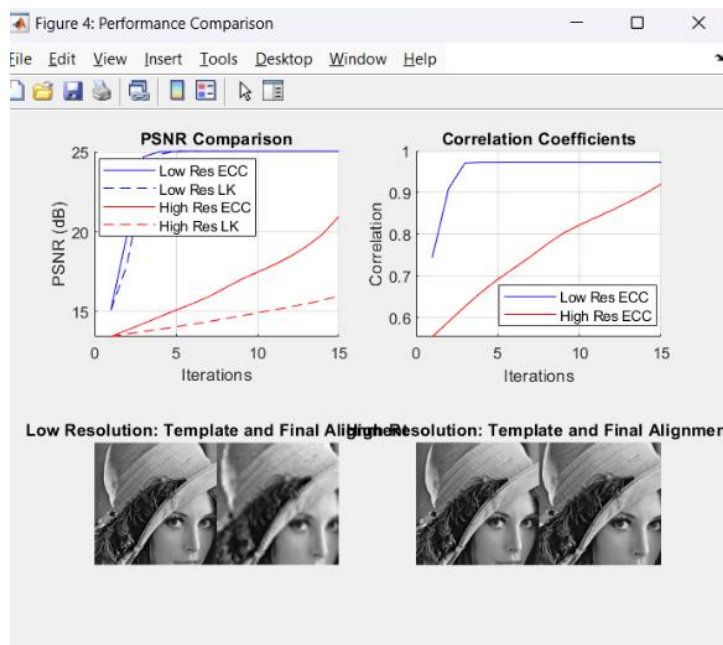 Figure 4: Performance Comparison
File Edit View Insert Tools Desktop Window Help
PSNR Comparison
25
20
15
PSNR (dB)
Low Res ECC
Low Res LK
High Res ECC
High Res LK
0 5 10 15
Iterations
Correlation Coefficients
1
0.9
0.8
0.7
0.6
Correlation
Low Res ECC
High Res ECC
0 5 10 15
Iterations
Low Resolution: Template and Final Alignment
High Resolution: Template and Final Alignmen